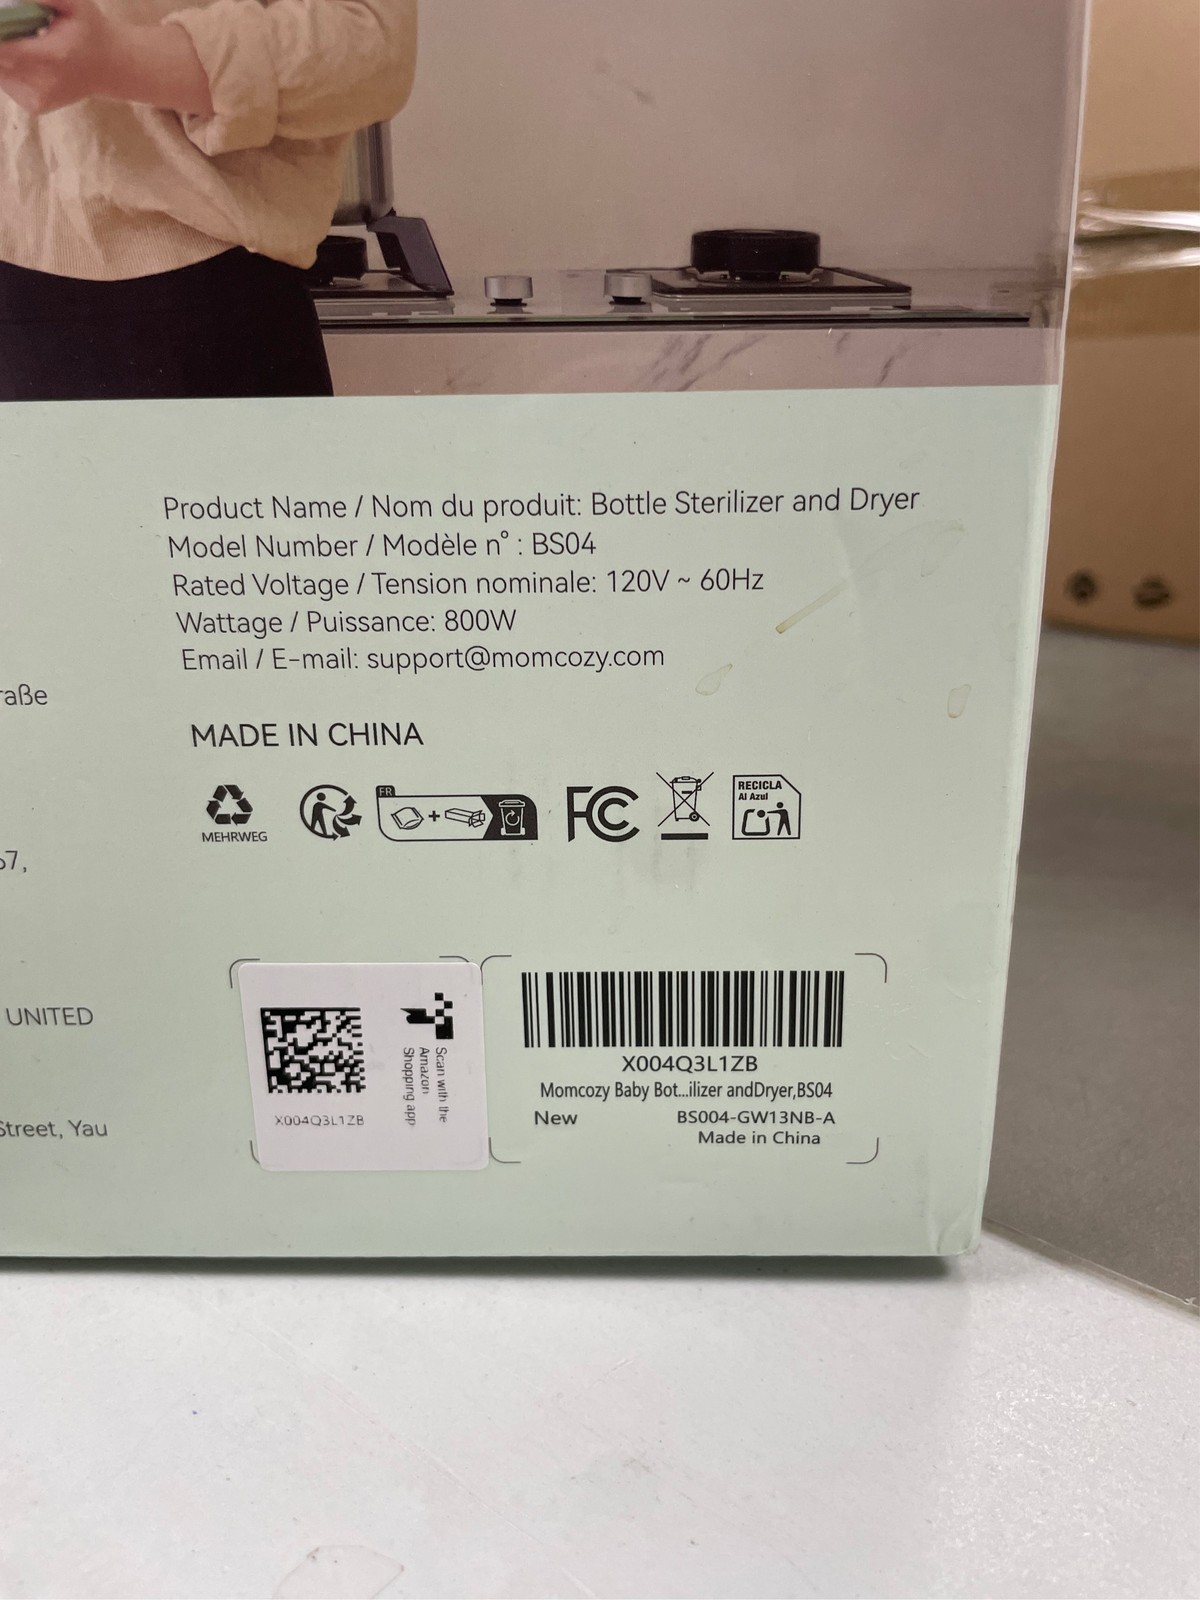 Product Name / Nom du produit: Bottle Sterilizer and Dryer
Model Number / Modèle n° : BS04
Rated Voltage / Tension nominale: 120V ~ 60Hz
Wattage / Puissance: 800W
Email / E-mail: support@momcozy.com
raße
MADE IN CHINA
MEHRWEG
FR
FC
RECICLA
Al Azul
67,
UNITED
Street, Yau
X004Q3L1ZB
Scan with the
Amazon
Shopping app
X004Q3L1ZB
Momcozy Baby Bot...ilizer andDryer,BS04
New
BS004-GW13NB-A
Made in China